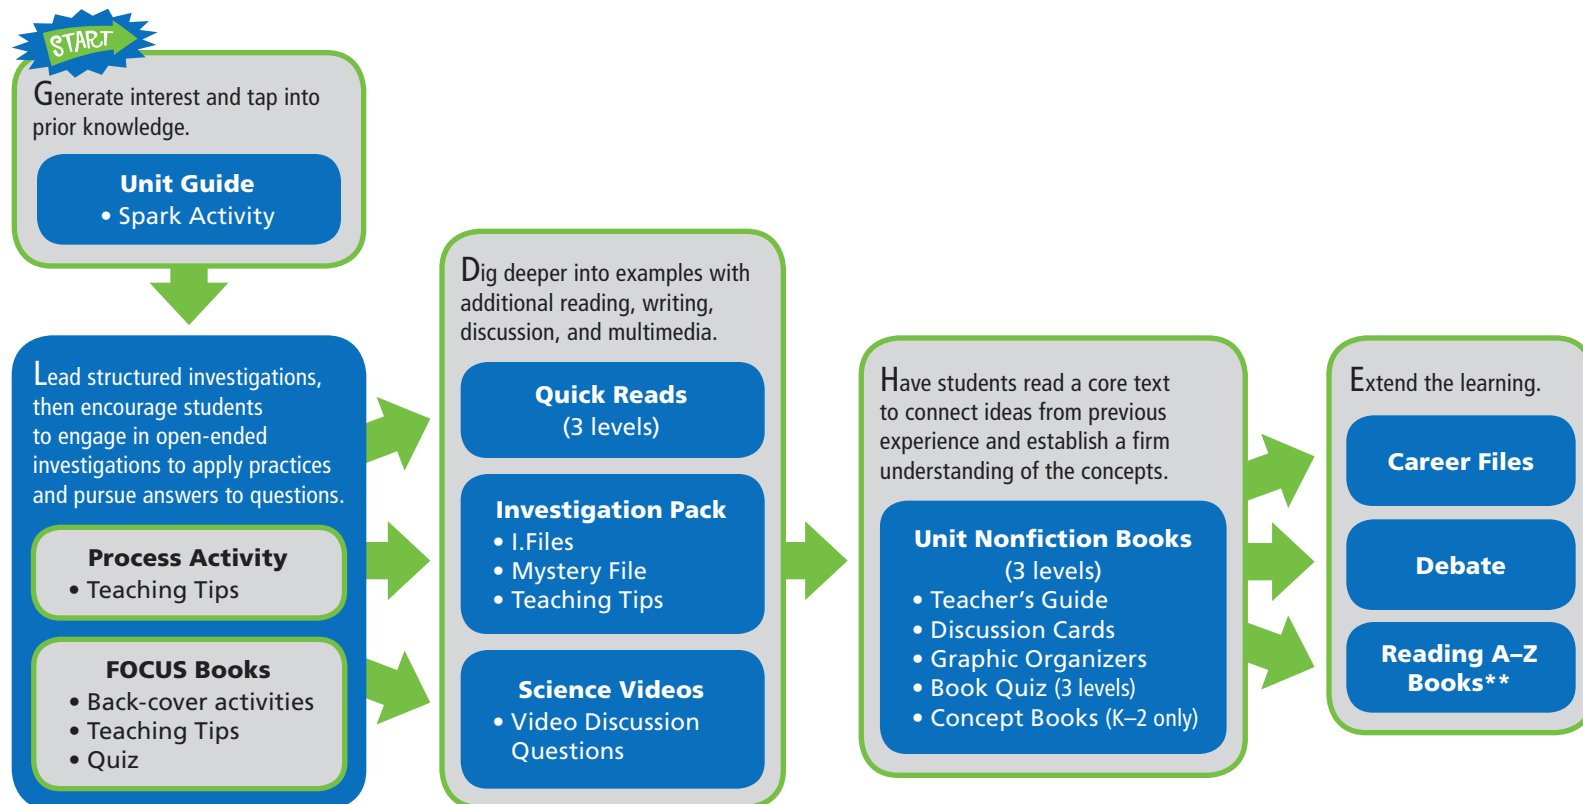 START
Generate interest and tap into
prior knowledge.
Unit Guide
• Spark Activity
Lead structured investigations,
then encourage students
to engage in open-ended
investigations to apply practices
and pursue answers to questions.
Process Activity
• Teaching Tips
FOCUS Books
• Back-cover activities
• Teaching Tips
• Quiz
Dig deeper into examples with
additional reading, writing,
discussion, and multimedia.
Quick Reads
(3 levels)
Investigation Pack
• I.Files
• Mystery File
• Teaching Tips
Science Videos
• Video Discussion
Questions
Have students read a core text
to connect ideas from previous
experience and establish a firm
understanding of the concepts.
Unit Nonfiction Books
(3 levels)
• Teacher’s Guide
• Discussion Cards
• Graphic Organizers
• Book Quiz (3 levels)
• Concept Books (K–2 only)
Extend the learning.
Career Files
Debate
Reading A–Z
Books**